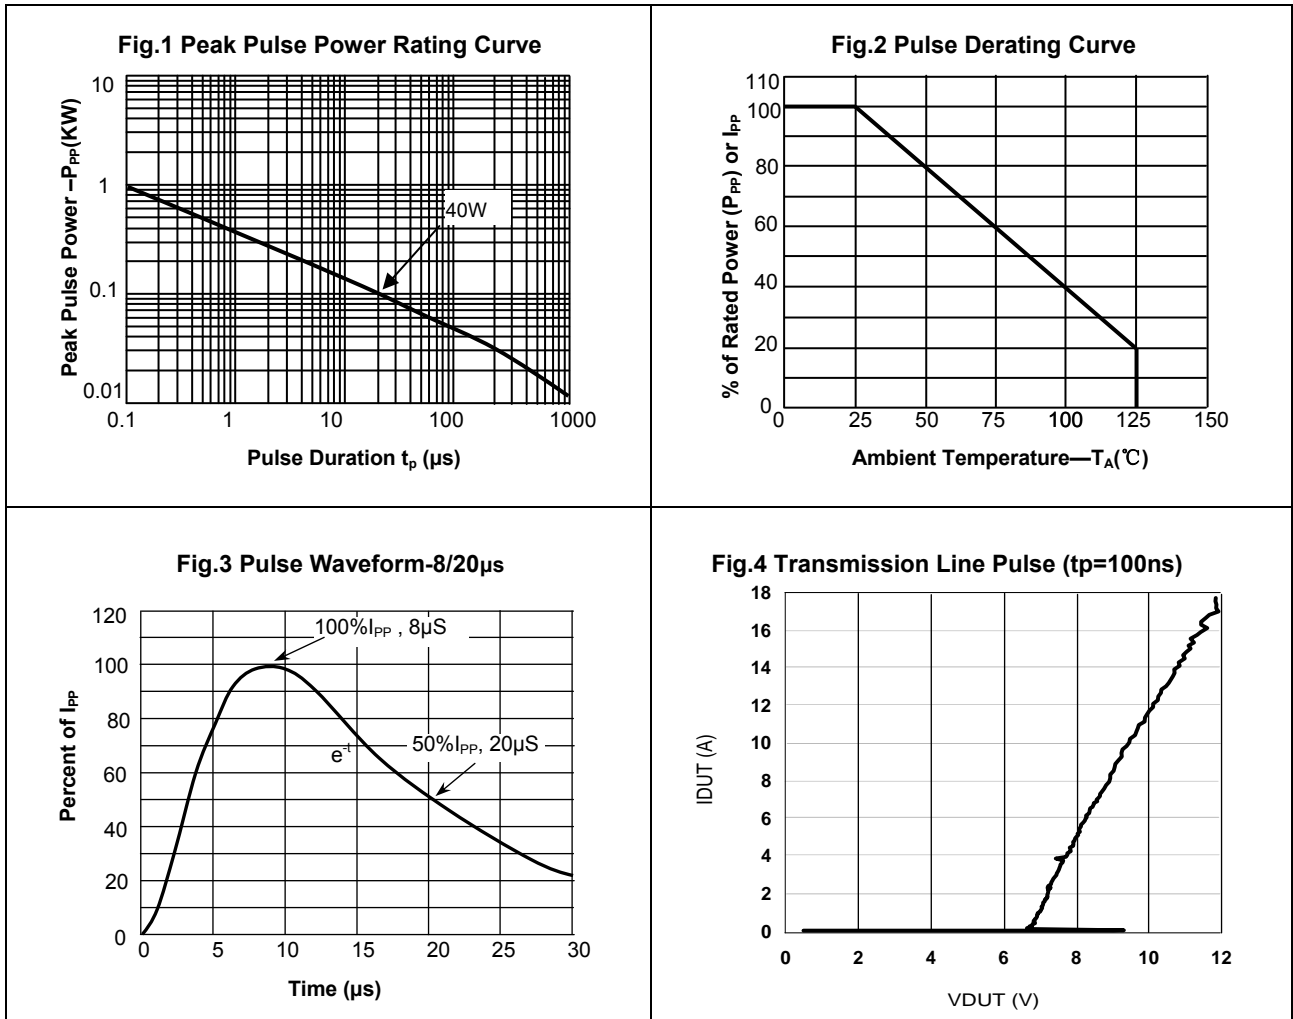 Fig.1 Peak Pulse Power Rating Curve
Peak Pulse Power –PPP(KW)
10
1
0.1
0.01
40W
0.1 1 10 100 1000
Pulse Duration tp (µs)
Fig.2 Pulse Derating Curve
% of Rated Power (PPP) or IPP
110
100
80
60
40
20
0
0 25 50 75 100 125 150
Ambient Temperature—TA(℃)
Fig.3 Pulse Waveform-8/20µs
Percent of IPP
120
100
80
60
40
20
0
100%IPP , 8µS
e-t
50%IPP, 20µS
0 5 10 15 20 25 30
Time (µs)
Fig.4 Transmission Line Pulse (tp=100ns)
IDUT (A)
18
16
14
12
10
8
6
4
2
0
0 2 4 6 8 10 12
VDUT (V)